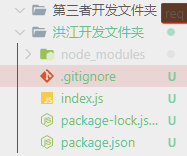 第三者开发文件夹
洪江开发文件夹
node_modules
.gitignore U
index.js U
package-lock.js... U
package.json U